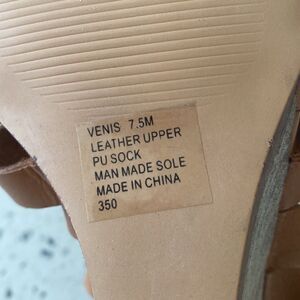 VENIS 7.5M
LEATHER UPPER
PU SOCK
MAN MADE SOLE
MADE IN CHINA
350